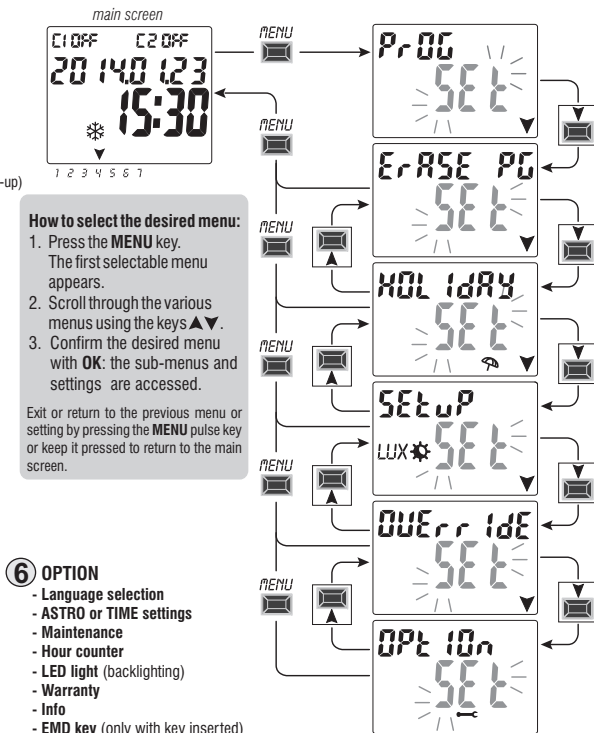 main screen
C1 OFF C2 OFF
2014.01.23
15:30
1 2 3 4 5 6 7
-up)
How to select the desired menu:
1. Press the MENU key.
The first selectable menu
appears.
2. Scroll through the various
menus using the keys ▲▼.
3. Confirm the desired menu
with OK: the sub-menus and
settings are accessed.
Exit or return to the previous menu or
setting by pressing the MENU pulse key
or keep it pressed to return to the main
screen.
6 OPTION
- Language selection
- ASTRO or TIME settings
- Maintenance
- Hour counter
- LED light (backlighting)
- Warranty
- Info
- EMD key (only with key inserted)
MENU
PrOG
SEt
MENU
ErASE PG
SEt
MENU
HOLIdAY
SEt
MENU
SEtuP
LUX SEt
MENU
OVErrIdE
SEt
MENU
OPtIOn
SEt